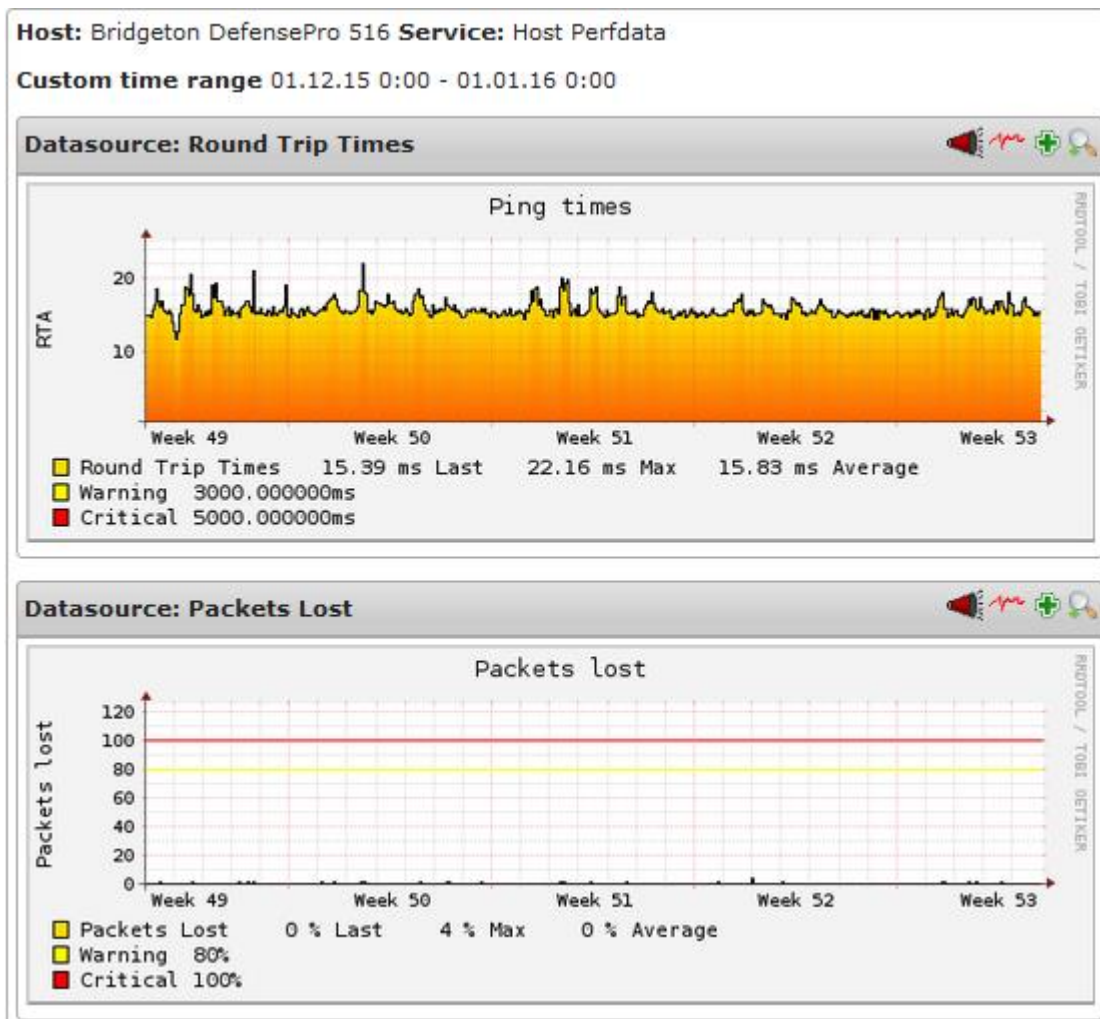 Host: Bridgeton DefensePro 516 Service: Host Perfdata
Custom time range 01.12.15 0:00 - 01.01.16 0:00
Datasource: Round Trip Times
Ping times
RRDTOOL / TOBI OETIKER
RTA
20
10
Week 49 Week 50 Week 51 Week 52 Week 53
Round Trip Times 15.39 ms Last 22.16 ms Max 15.83 ms Average
Warning 3000.000000ms
Critical 5000.000000ms
Datasource: Packets Lost
Packets lost
RRDTOOL / TOBI OETIKER
Packets lost
120
100
80
60
40
20
0
Week 49 Week 50 Week 51 Week 52 Week 53
Packets Lost 0 % Last 4 % Max 0 % Average
Warning 80%
Critical 100%